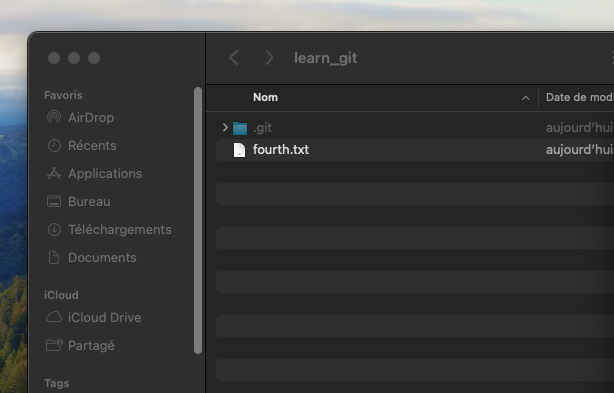 learn_git
Favoris
AirDrop
Récents
Applications
Bureau
Téléchargements
Documents
iCloud
iCloud Drive
Partagé
Tags
Nom
Date de modi
.git
aujourd'hui
fourth.txt
aujourd'hui